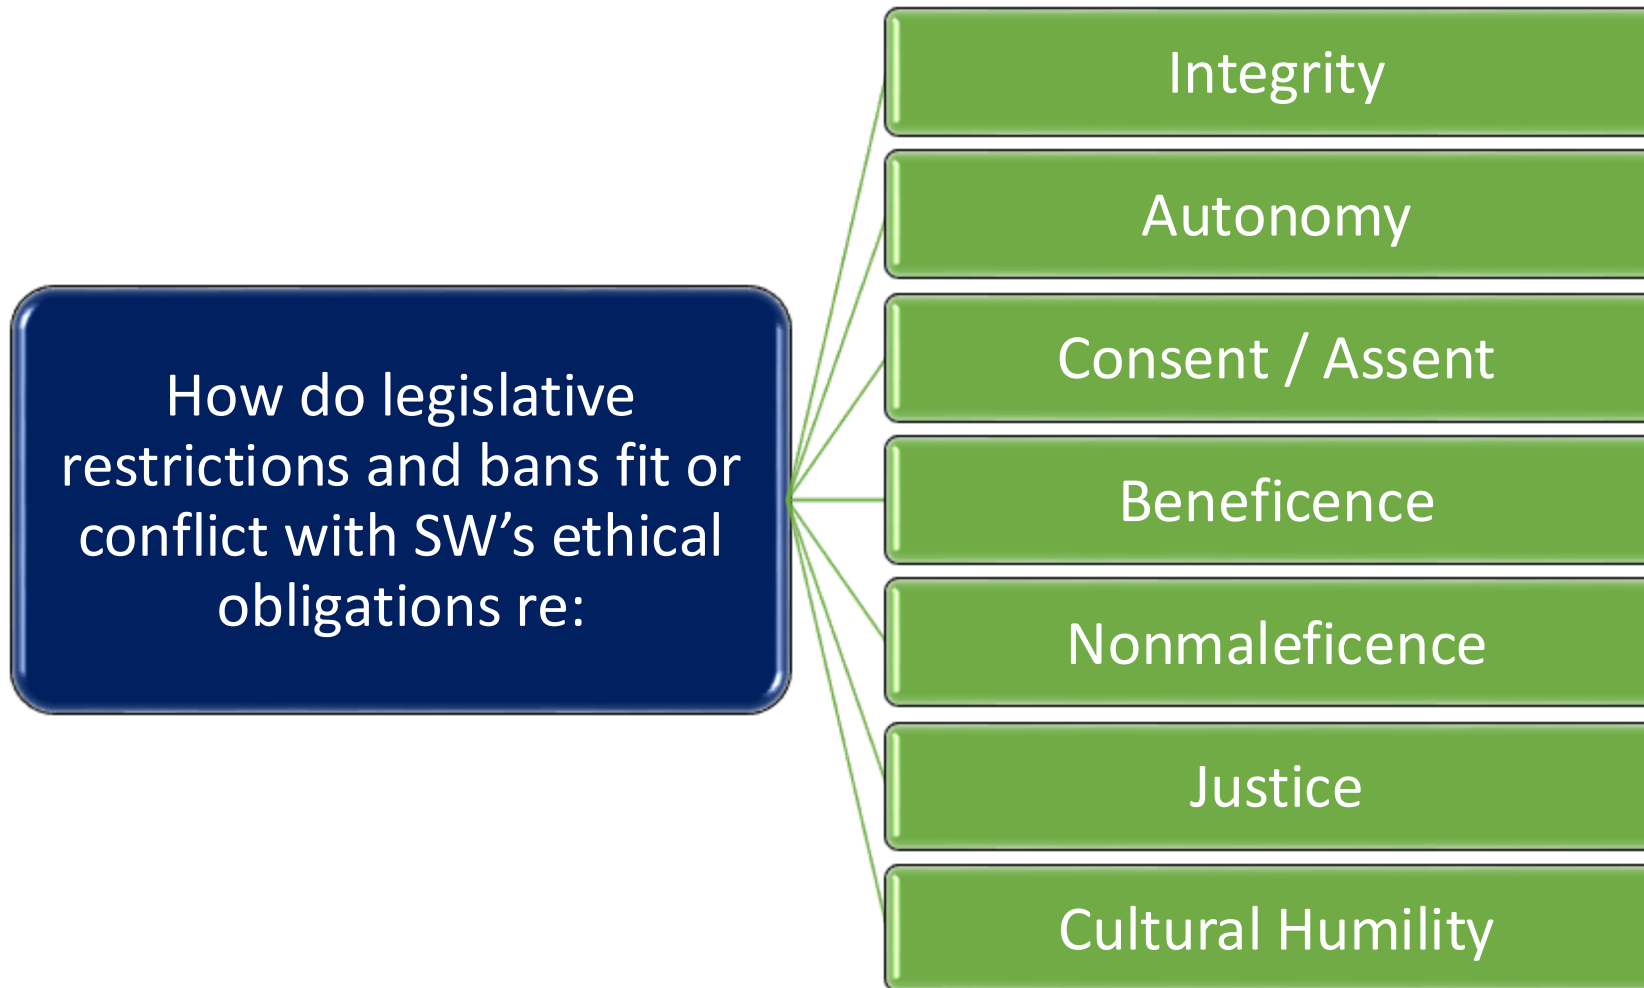 How do legislative
restrictions and bans fit or
conflict with SW’s ethical
obligations re:
Integrity
Autonomy
Consent / Assent
Beneficence
Nonmaleficence
Justice
Cultural Humility